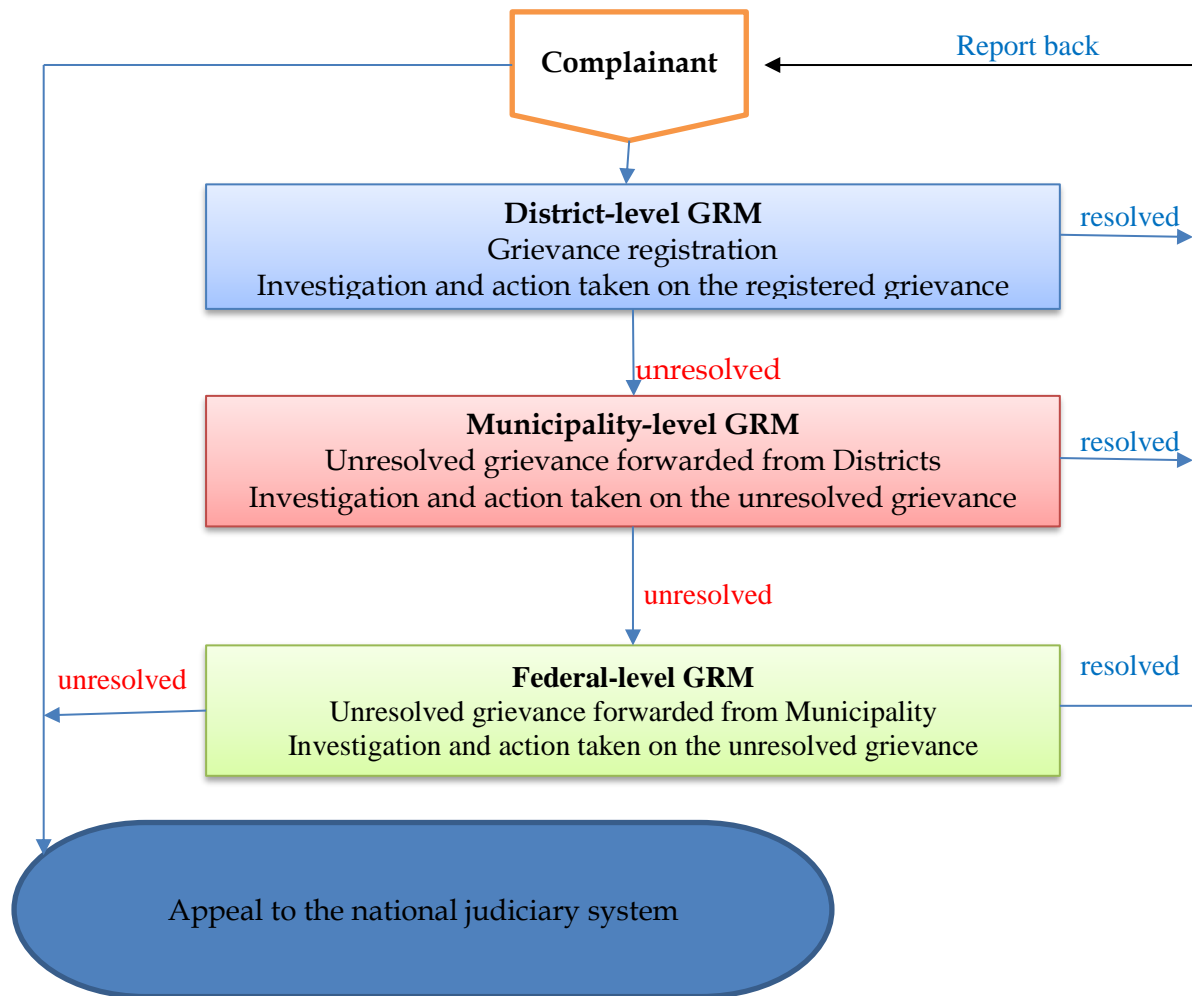 Complainant
Report back
District-level GRM
Grievance registration
Investigation and action taken on the registered grievance
resolved
unresolved
Municipality-level GRM
Unresolved grievance forwarded from Districts
Investigation and action taken on the unresolved grievance
resolved
unresolved
Federal-level GRM
Unresolved grievance forwarded from Municipality
Investigation and action taken on the unresolved grievance
resolved
unresolved
Appeal to the national judiciary system